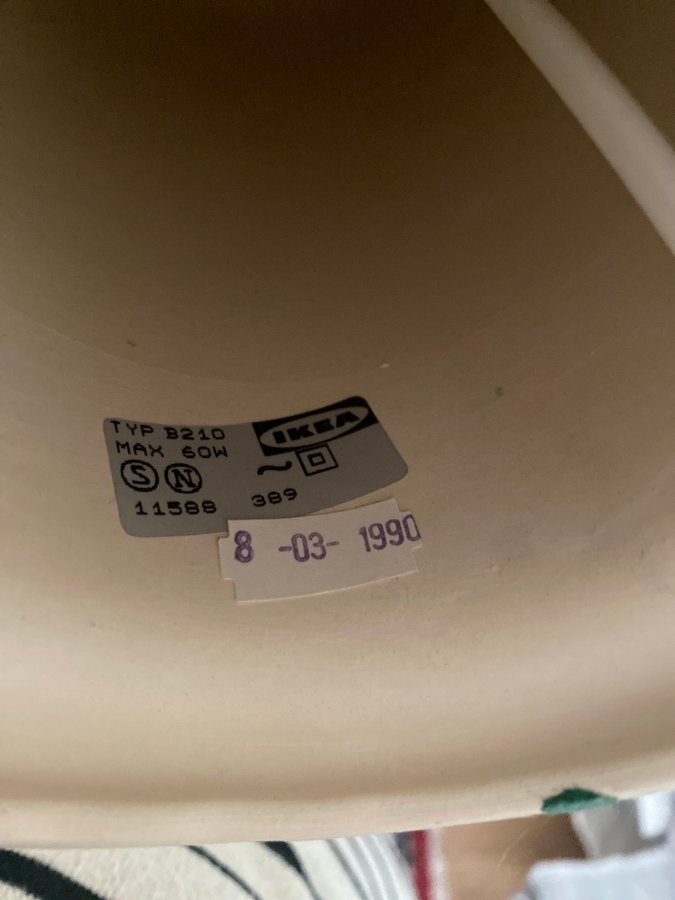 TYP B210
IKEA
MAX 60W
S N
11588 389
8 -03- 1990